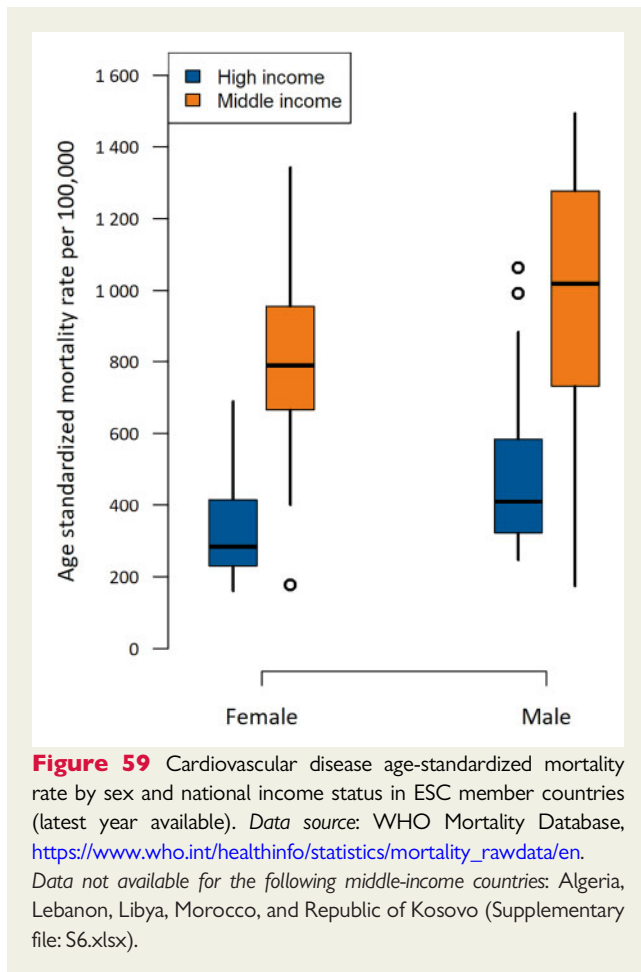 Age standardized mortality rate per 100,000
1 600
1 400
1 200
1 000
800
600
400
200
0
High income
Middle income
Female Male
Figure 59 Cardiovascular disease age-standardized mortality
rate by sex and national income status in ESC member countries
(latest year available). Data source: WHO Mortality Database,
https://www.who.int/healthinfo/statistics/mortality_rawdata/en.
Data not available for the following middle-income countries: Algeria,
Lebanon, Libya, Morocco, and Republic of Kosovo (Supplementary
file: S6.xlsx).